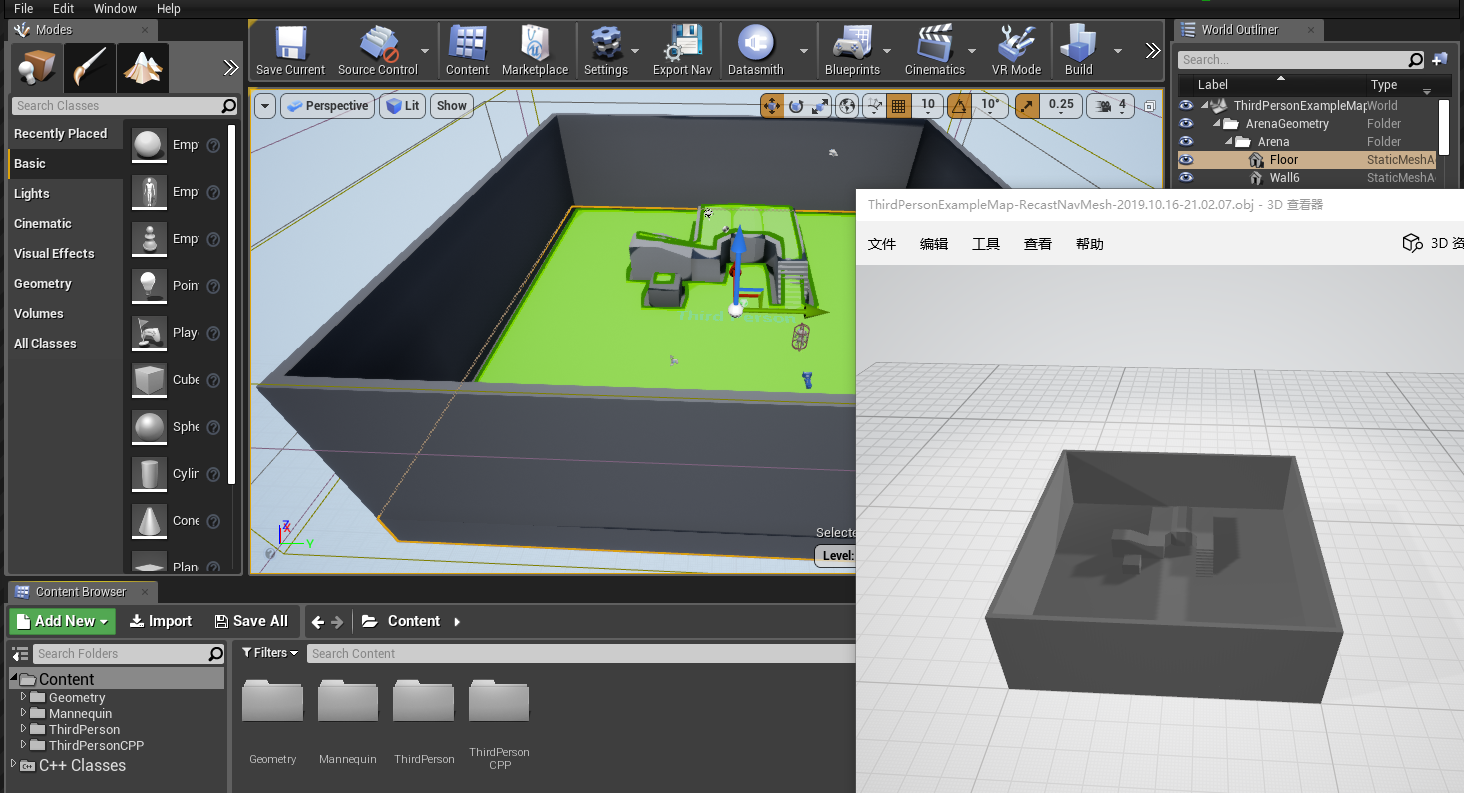 File Edit Window Help
Modes
World Outliner
Save Current Source Control Content Marketplace Settings Export Nav Datasmith Blueprints Cinematics VR Mode Build
Search Classes
Search...
Label Type
Perspective Lit Show 10 10° 0.25 4
Recently Placed
Basic
Lights
Cinematic
Visual Effects
Geometry
Volumes
All Classes
Emp
Emp
Emp
Poin
Play
Cube
Sphe
Cylin
Cone
Plan
ThirdPersonExampleMap World
ArenaGeometry Folder
Arena Folder
Floor StaticMeshA
Wall6 StaticMeshA
ThirdPersonExampleMap-RecastNavMesh-2019.10.16-21.02.07.obj - 3D 查看器
文件 编辑 工具 查看 帮助 3D 资
Z X
Y
Selecte
Level:
Content Browser
Add New Import Save All Content
Search Folders
Filters Search Content
Content
Geometry
Mannequin
ThirdPerson
ThirdPersonCPP
C++ Classes
Geometry Mannequin ThirdPerson ThirdPerson
CPP